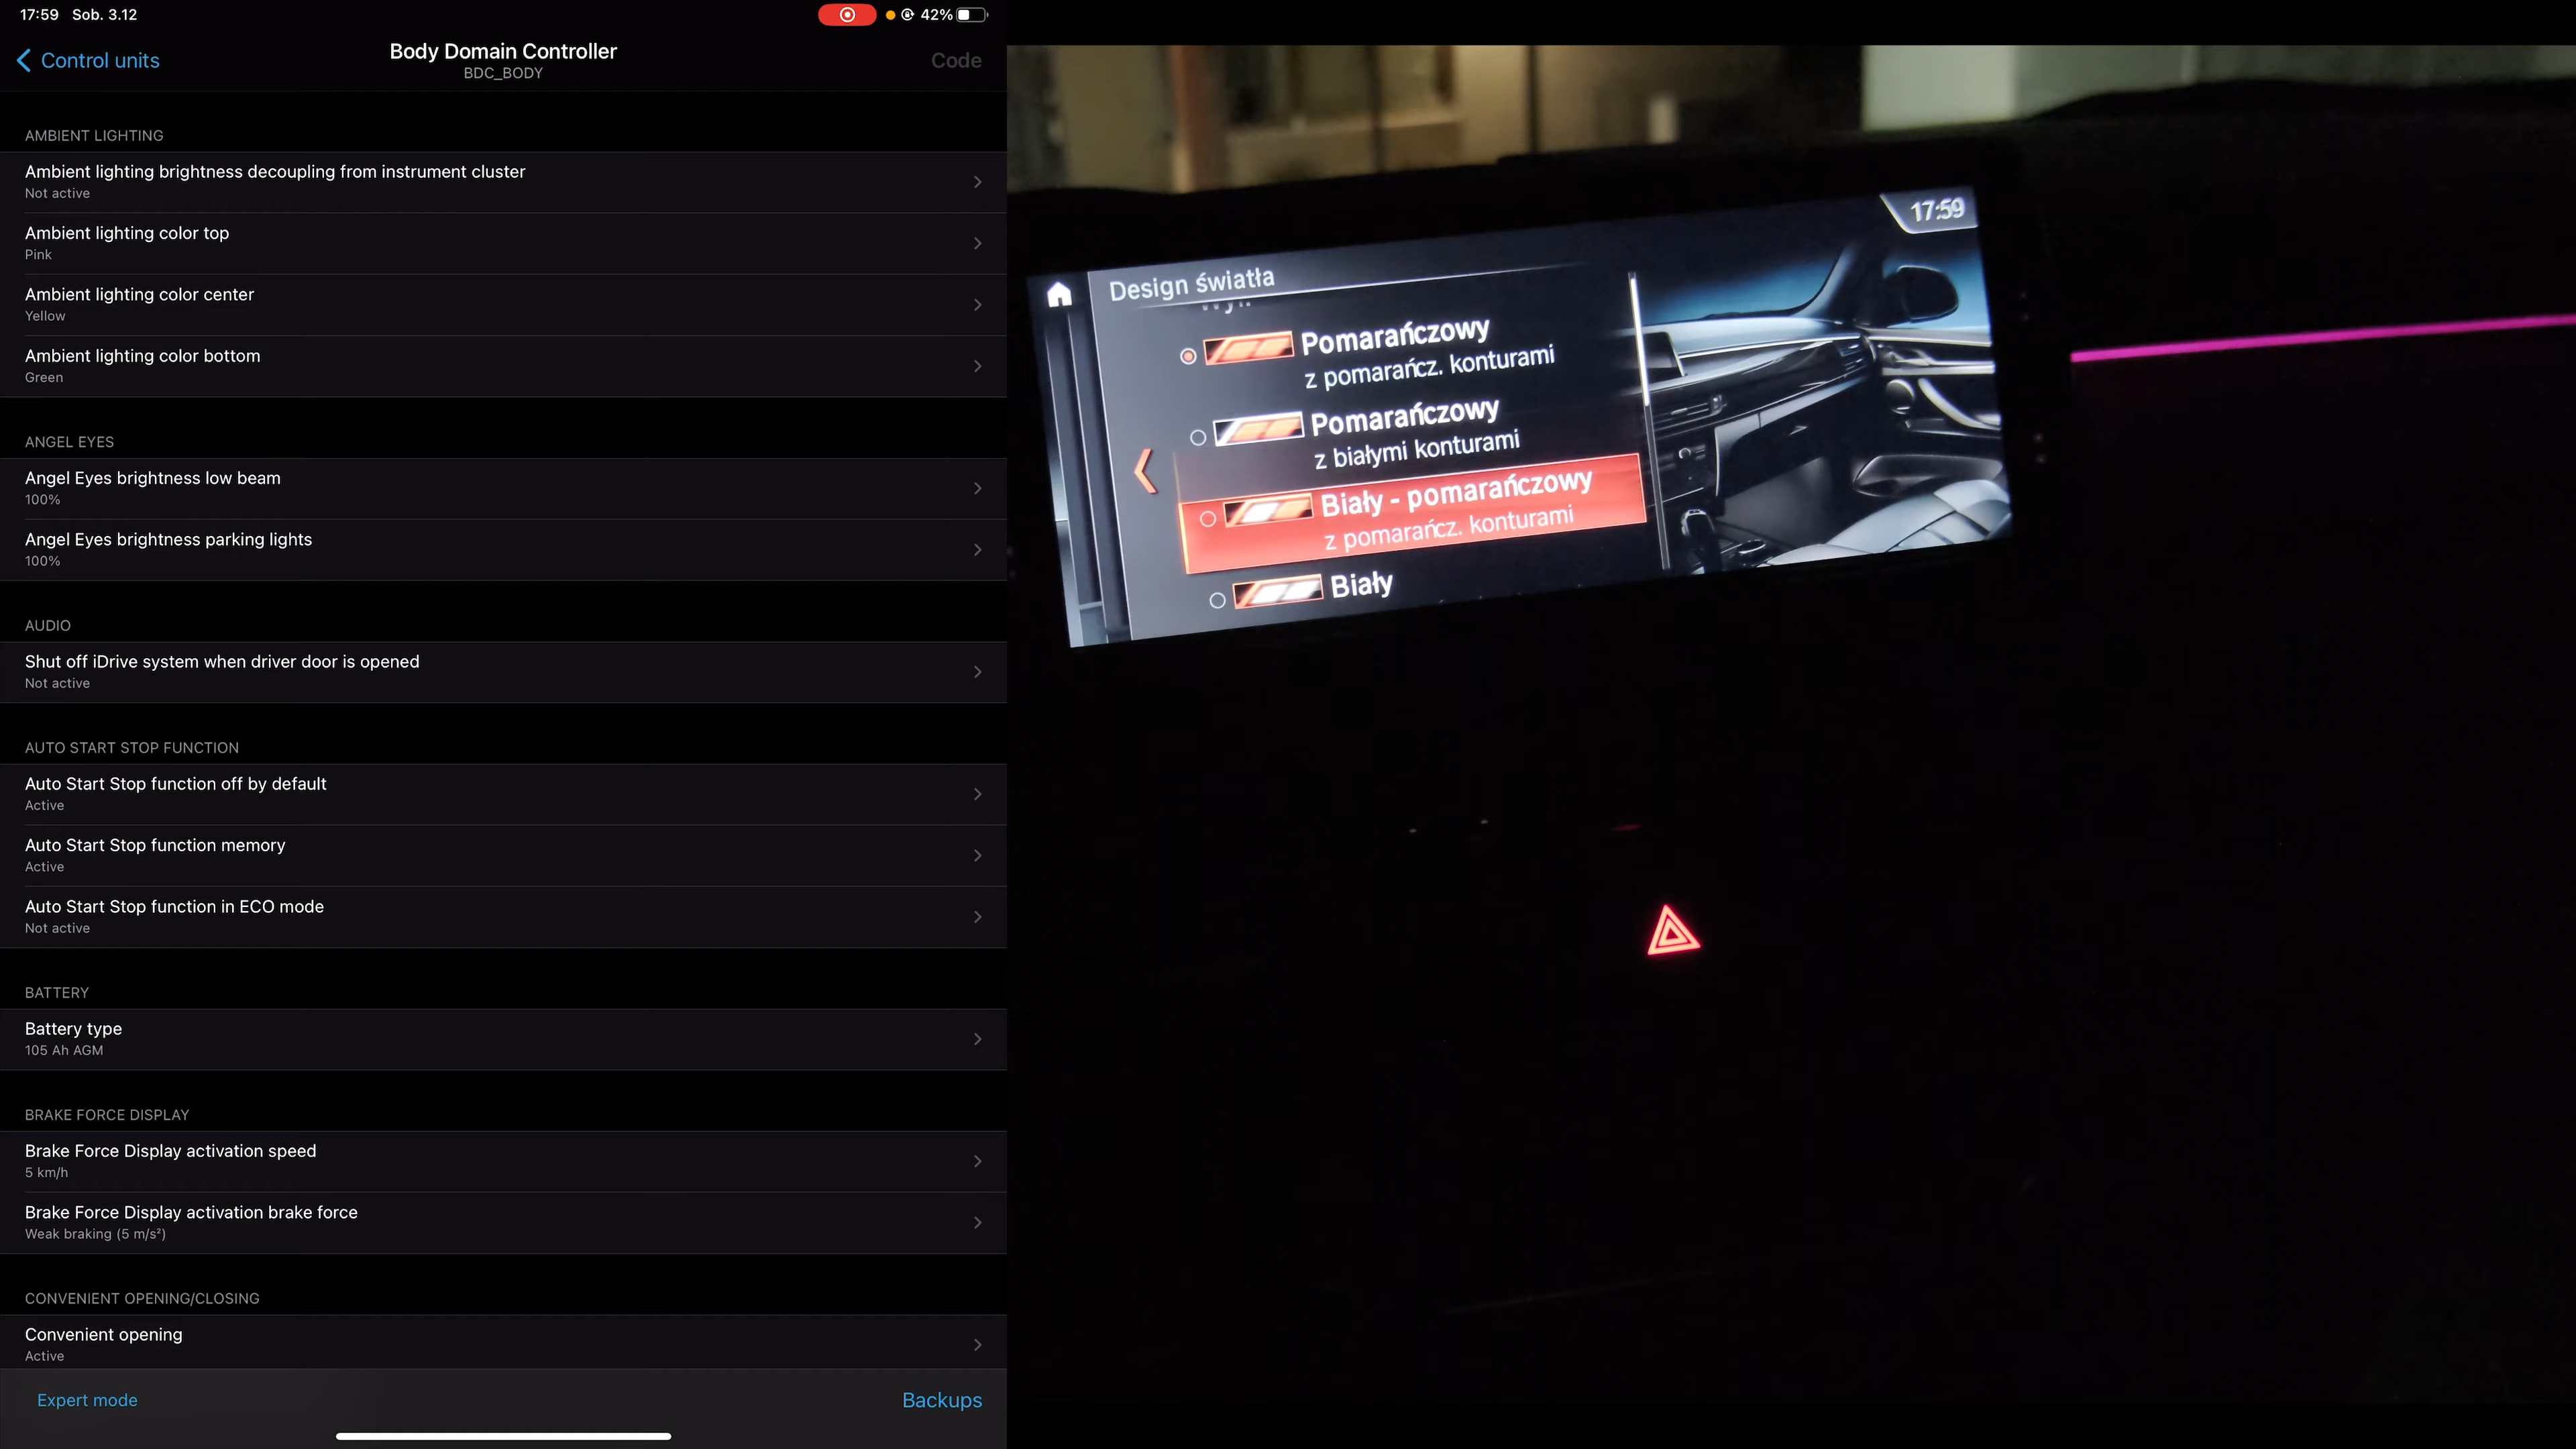 17:59 Sob. 3.12
42%
Control units
Body Domain Controller
BDC_BODY
Code
AMBIENT LIGHTING
Ambient lighting brightness decoupling from instrument cluster
Not active
Ambient lighting color top
Pink
Ambient lighting color center
Yellow
Ambient lighting color bottom
Green
ANGEL EYES
Angel Eyes brightness low beam
100%
Angel Eyes brightness parking lights
100%
AUDIO
Shut off iDrive system when driver door is opened
Not active
AUTO START STOP FUNCTION
Auto Start Stop function off by default
Active
Auto Start Stop function memory
Active
Auto Start Stop function in ECO mode
Not active
BATTERY
Battery type
105 Ah AGM
BRAKE FORCE DISPLAY
Brake Force Display activation speed
5 km/h
Brake Force Display activation brake force
Weak braking (5 m/s²)
CONVENIENT OPENING/CLOSING
Convenient opening
Active
Expert mode
Backups
17:59
Design światła
Pomarańczowy
z pomarańcz. konturami
Pomarańczowy
z białymi konturami
Biały - pomarańczowy
z pomarańcz. konturami
Biały